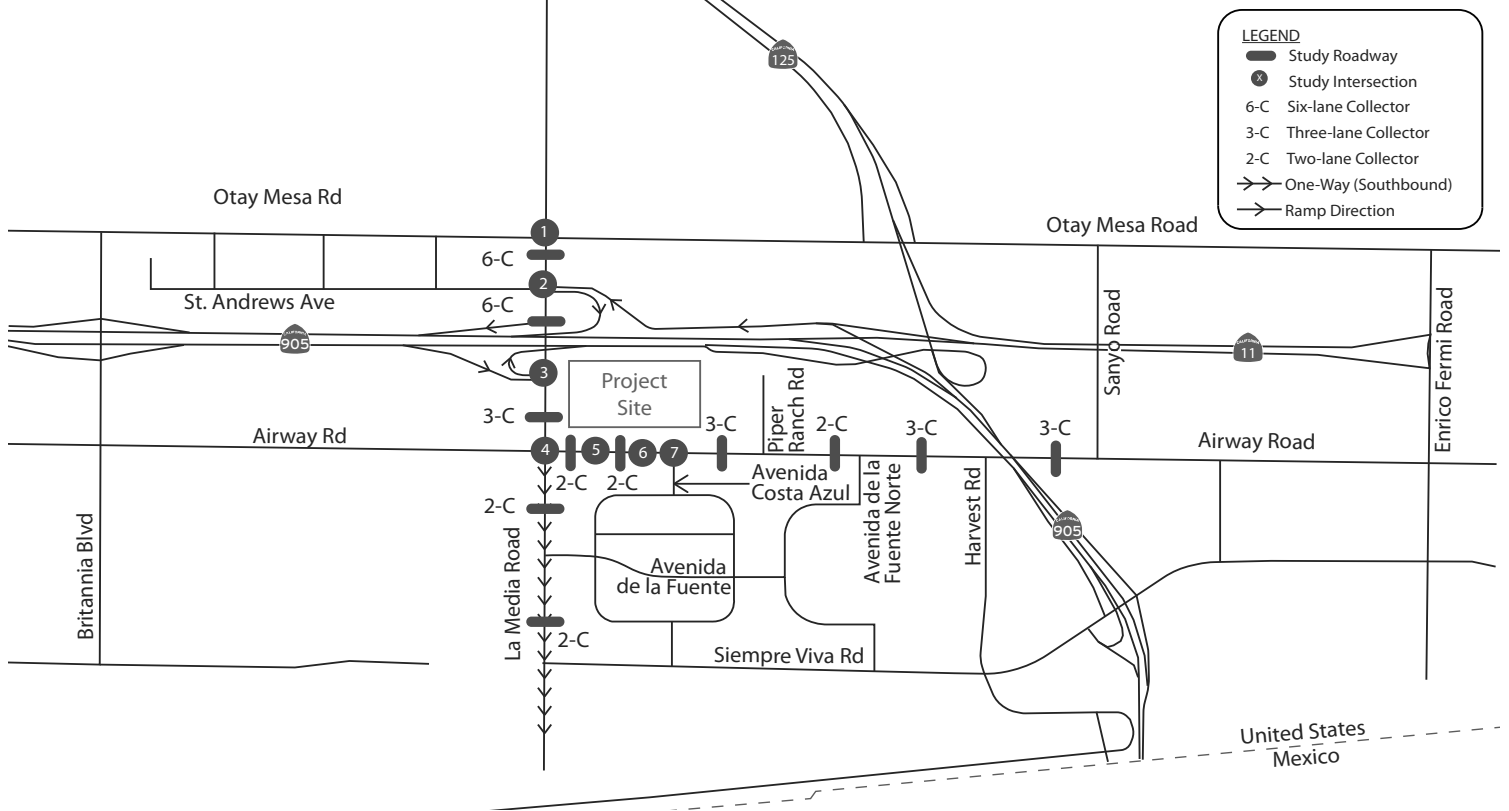 CALIFORNIA
125
LEGEND
Study Roadway
X
Study Intersection
6-C Six-lane Collector
3-C Three-lane Collector
2-C Two-lane Collector
One-Way (Southbound)
Ramp Direction
Otay Mesa Rd
Otay Mesa Road
1
6-C
2
St. Andrews Ave
6-C
CALIFORNIA
905
3
Project
Site
CALIFORNIA
11
Sanyo Road
Enrico Fermi Road
3-C
Piper
Ranch Rd
Airway Rd
4
5
6
7
3-C
2-C
3-C
3-C
Airway Road
2-C
2-C
2-C
Avenida
Costa Azul
Avenida de la
Fuente Norte
Harvest Rd
CALIFORNIA
905
Britannia Blvd
La Media Road
Avenida
de la Fuente
2-C
Siempre Viva Rd
United States
Mexico